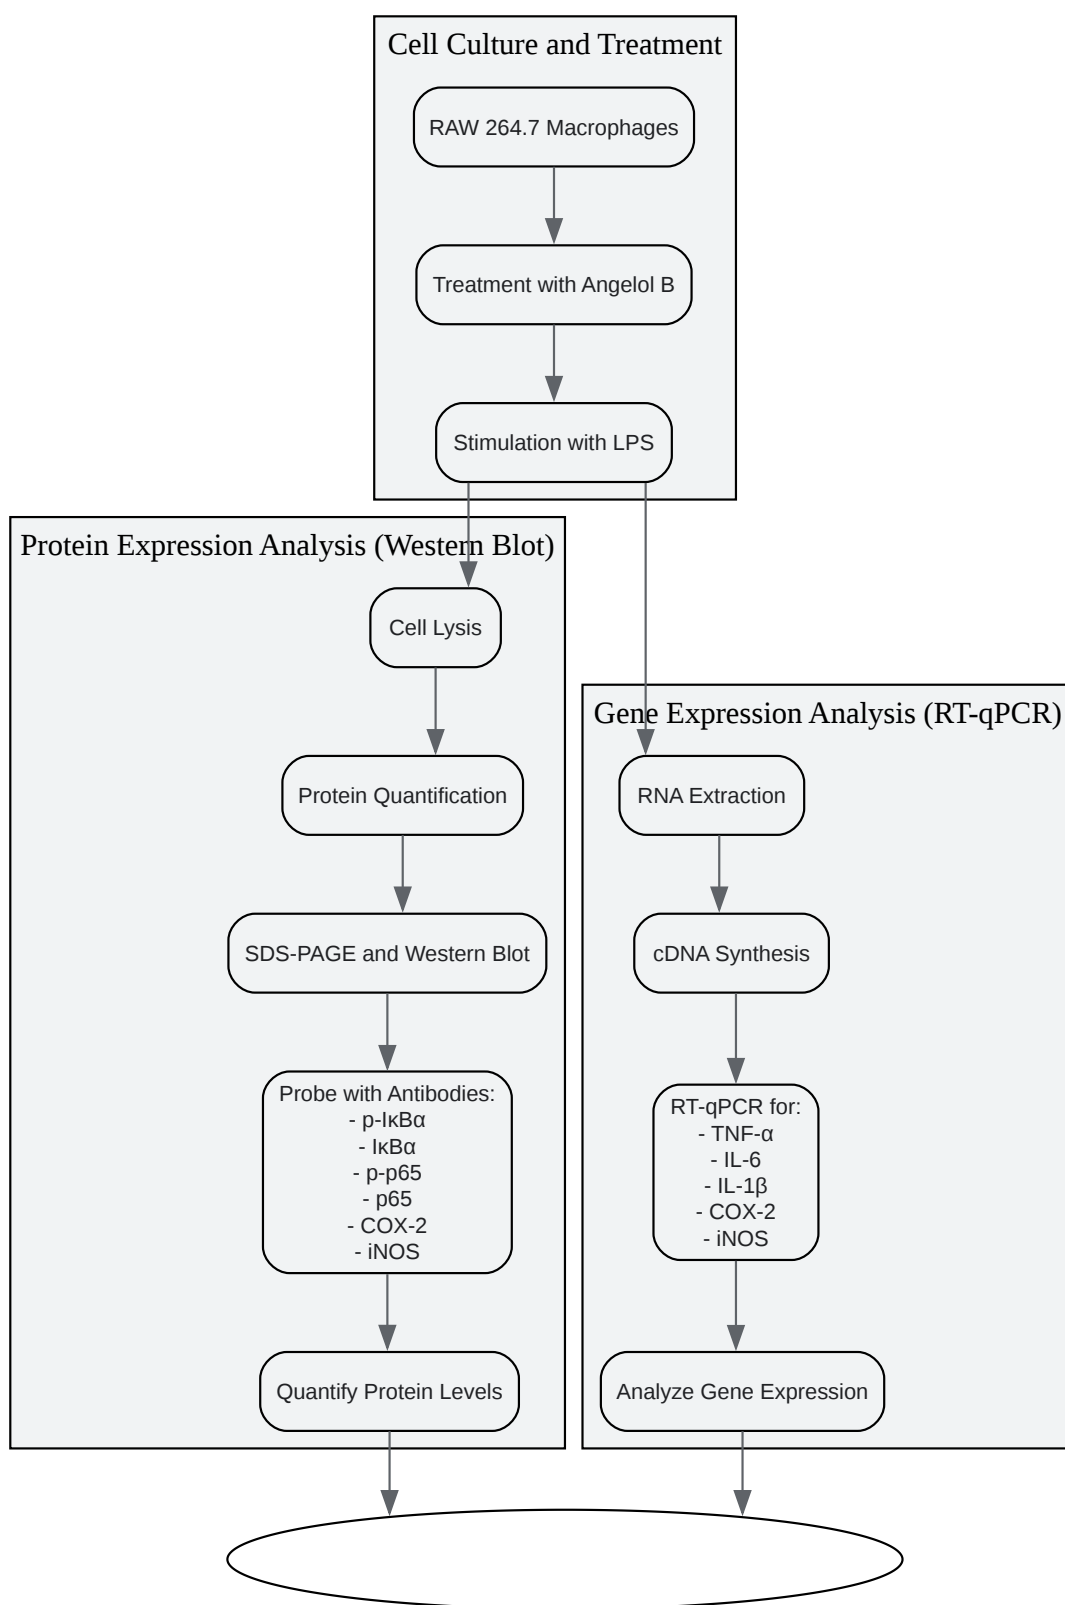 Cell Culture and Treatment
RAW 264.7 Macrophages
Treatment with Angelol B
Stimulation with LPS
Protein Expression Analysis (Western Blot)
Cell Lysis
Protein Quantification
SDS-PAGE and Western Blot
Probe with Antibodies:
- p-IκBα
- IκBα
- p-p65
- p65
- COX-2
- iNOS
Quantify Protein Levels
Gene Expression Analysis (RT-qPCR)
RNA Extraction
cDNA Synthesis
RT-qPCR for:
- TNF-α
- IL-6
- IL-1β
- COX-2
- iNOS
Analyze Gene Expression